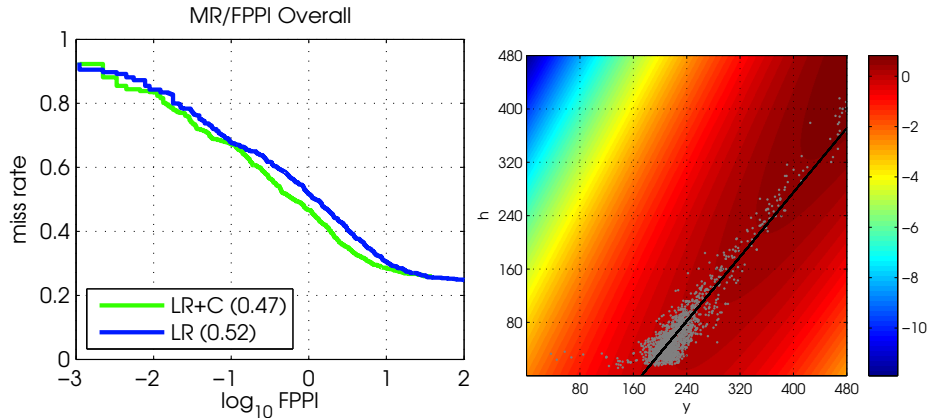 MR/FPPI Overall
miss rate
1
0.8
0.6
0.4
0.2
0
LR+C (0.47)
LR (0.52)
−3 −2 −1 0 1 2
log10 FPPI
h
480
400
320
240
160
80
80 160 240 320 400 480
y
0
−2
−4
−6
−8
−10